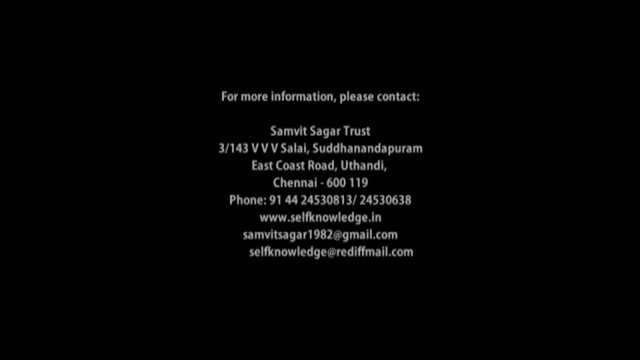 For more information, please contact:
Samvit Sagar Trust
3/143 V V V Salai, Suddhanandapuram
East Coast Road, Uthandi,
Chennai - 600 119
Phone: 91 44 24530813/ 24530638
www.selfknowledge.in
samvitsagar1982@gmail.com
selfknowledge@rediffmail.com